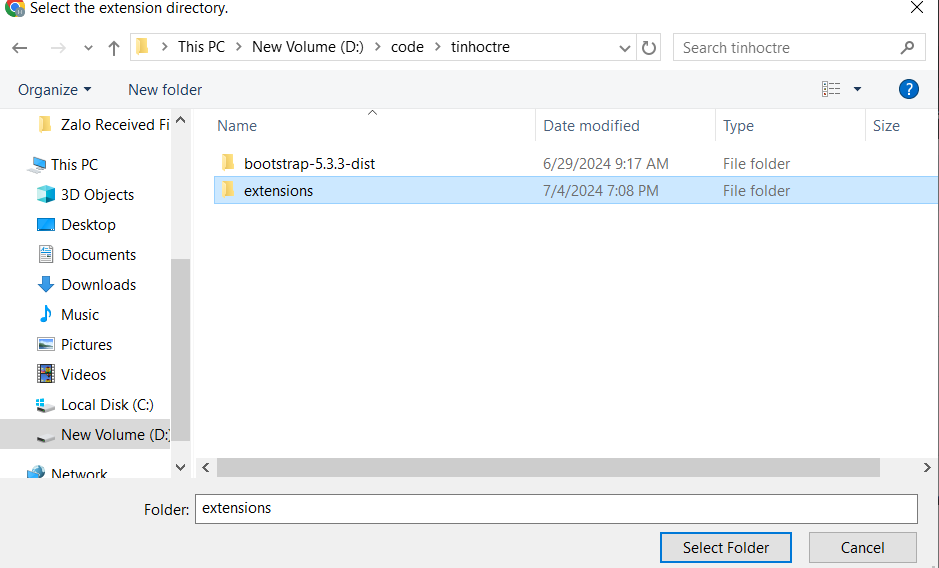 Select the extension directory.
This PC > New Volume (D:) > code > tinhoctre
Search tinhoctre
Organize
New folder
?
Name
Date modified
Type
Size
Zalo Received Fi
This PC
3D Objects
Desktop
Documents
Downloads
Music
Pictures
Videos
Local Disk (C:)
New Volume (D:)
Network
bootstrap-5.3.3-dist 6/29/2024 9:17 AM File folder
extensions 7/4/2024 7:08 PM File folder
Folder: extensions
Select Folder
Cancel